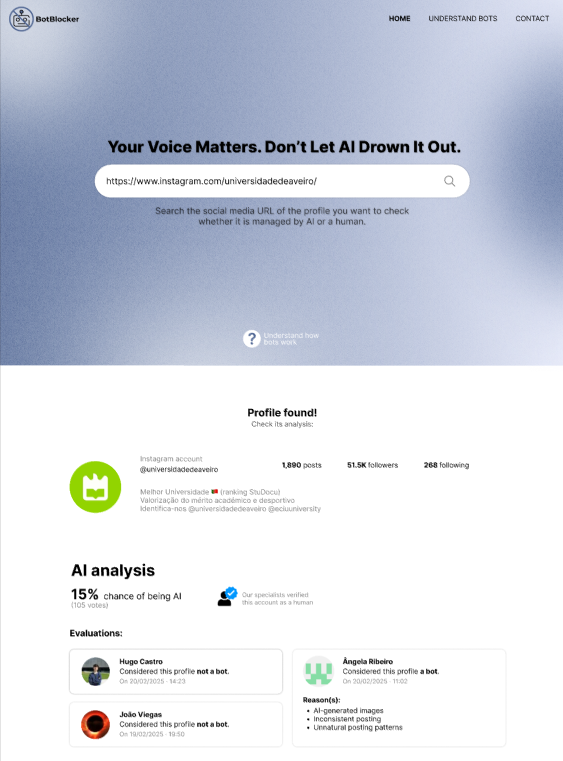 BotBlocker
HOME
UNDERSTAND BOTS
CONTACT
Your Voice Matters. Don’t Let AI Drown It Out.
https://www.instagram.com/universidadedeaveiro/
Search the social media URL of the profile you want to check
whether it is managed by AI or a human.
?
Understand how
bots work
Profile found!
Check its analysis:
Instagram account
@universidadedeaveiro
1,890 posts
51.5K followers
268 following
Melhor Universidade 🇵🇹 (ranking StuDocu)
Valorização do mérito académico e desportivo
Identifica-nos @universidadedeaveiro @eciuuniversity
AI analysis
15% chance of being AI
(105 votes)
Our specialists verified
this account as a human
Evaluations:
Hugo Castro
Considered this profile not a bot.
On 20/02/2025 · 14:23
João Viegas
Considered this profile not a bot.
On 19/02/2025 · 19:50
Ângela Ribeiro
Considered this profile a bot.
On 20/02/2025 · 11:02
Reason(s):
• AI-generated images
• Inconsistent posting
• Unnatural posting patterns